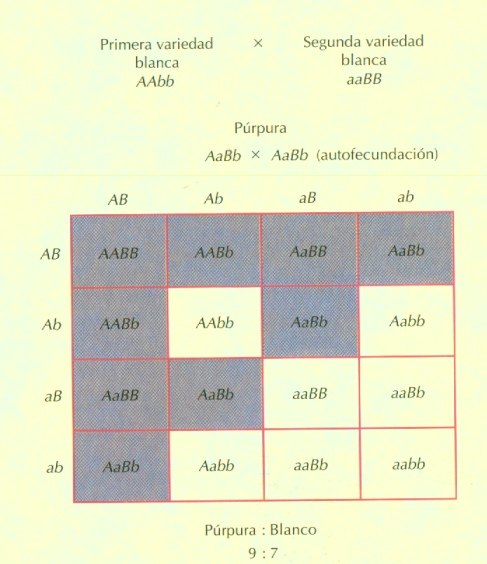 Primera variedad × Segunda variedad
blanca blanca
AAbb aaBB
Púrpura
AaBb × AaBb (autofecundación)
AB Ab aB ab
AB AABB AABb AaBB AaBb
Ab AABb AAbb AaBb Aabb
aB AaBB AaBb aaBB aaBb
ab AaBb Aabb aaBb aabb
Púrpura : Blanco
9 : 7